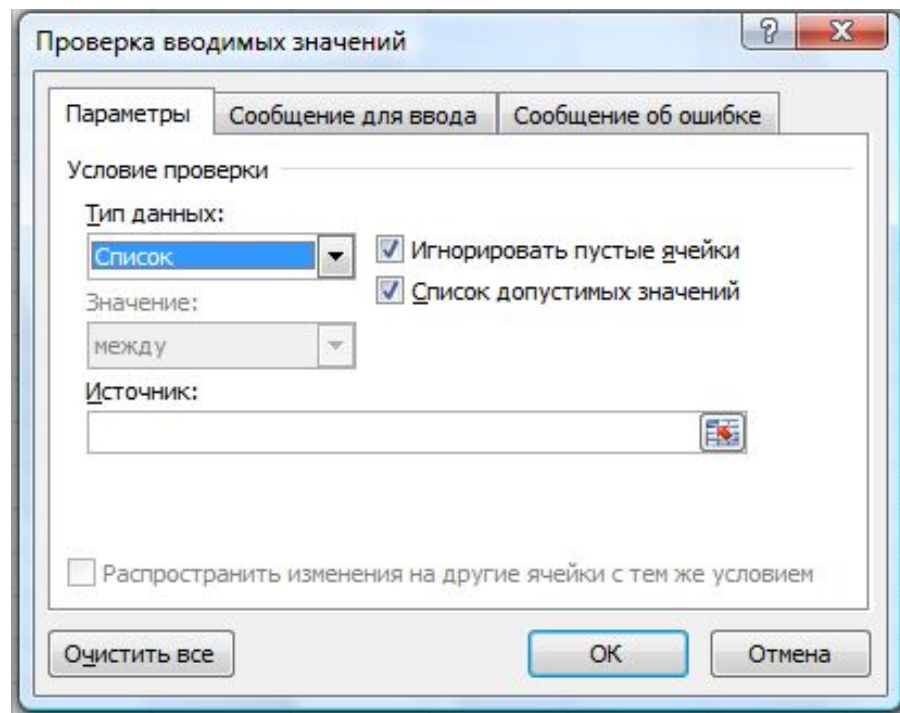 Проверка вводимых значений
?
X
Параметры
Сообщение для ввода
Сообщение об ошибке
Условие проверки
Тип данных:
Список
Игнорировать пустые ячейки
Список допустимых значений
Значение:
между
Источник:
Распространить изменения на другие ячейки с тем же условием
Очистить все
ОК
Отмена